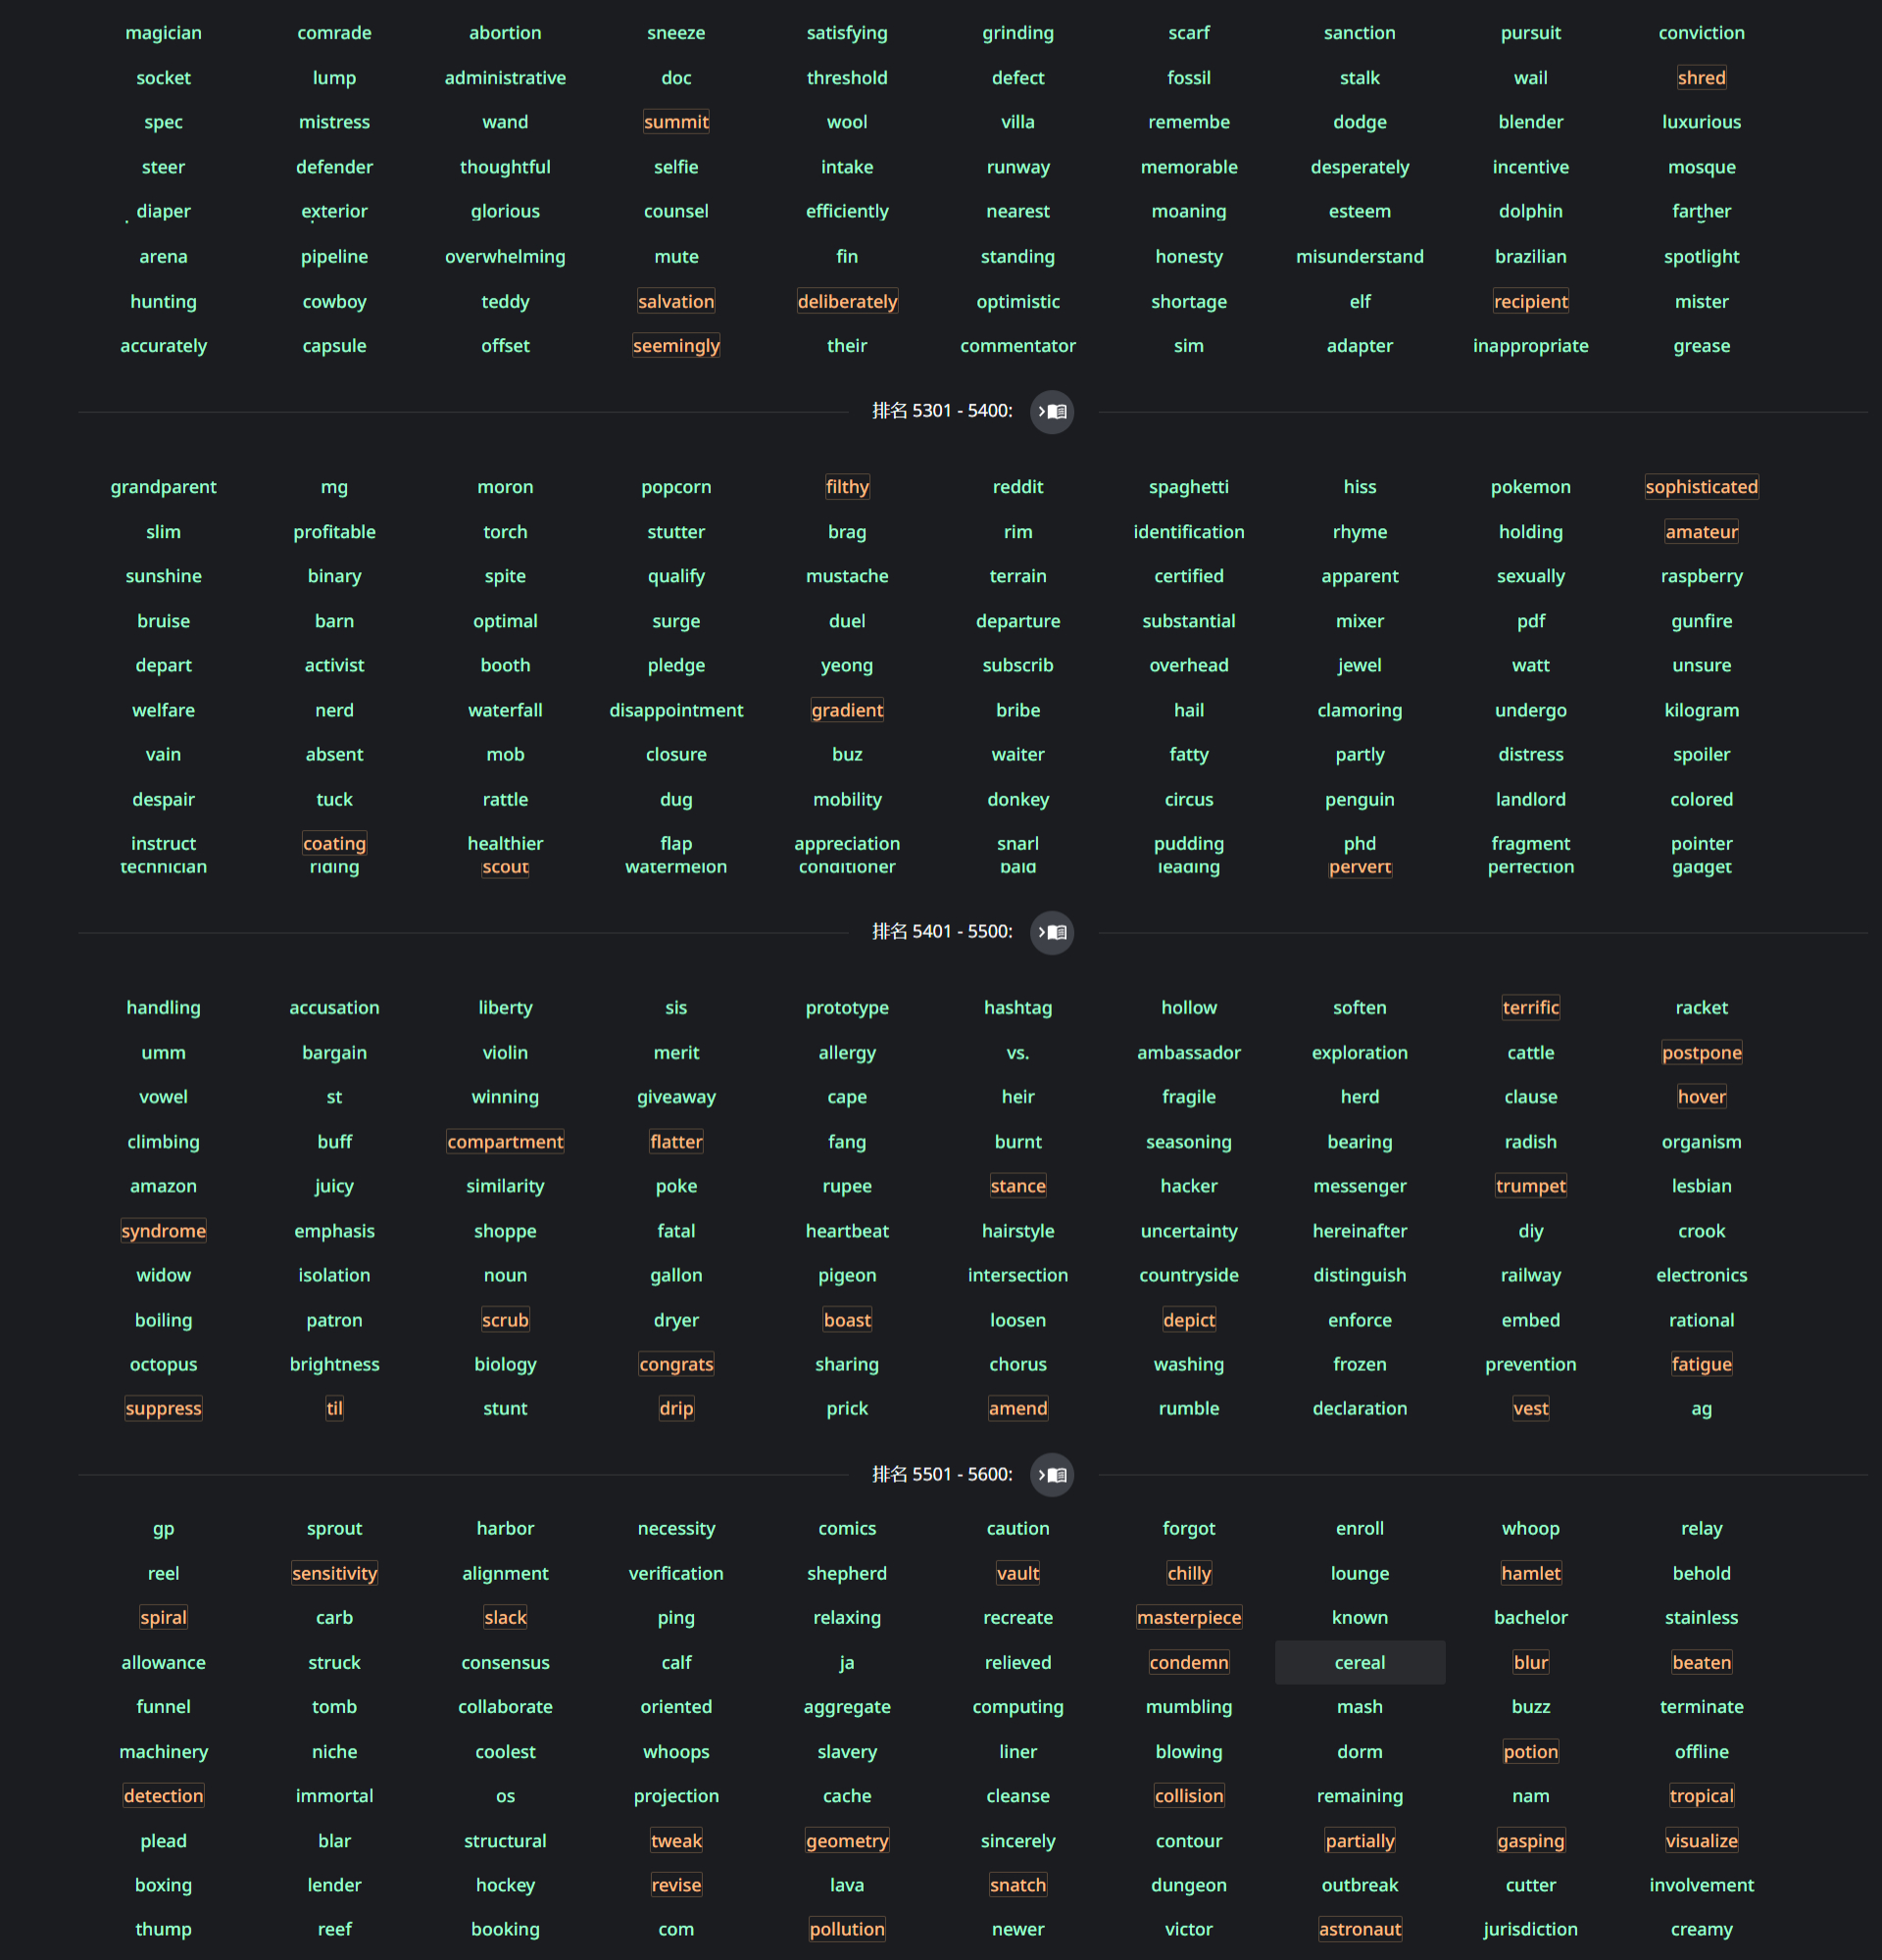 magician comrade abortion sneeze satisfying grinding scarf sanction pursuit conviction
socket lump administrative doc threshold defect fossil stalk wail shred
spec mistress wand summit wool villa remembe dodge blender luxurious
steer defender thoughtful selfie intake runway memorable desperately incentive mosque
diaper exterior glorious counsel efficiently nearest moaning esteem dolphin farther
arena pipeline overwhelming mute fin standing honesty misunderstand brazilian spotlight
hunting cowboy teddy salvation deliberately optimistic shortage elf recipient mister
accurately capsule offset seemingly their commentator sim adapter inappropriate grease
排名 5301 - 5400:
grandparent mg moron popcorn filthy reddit spaghetti hiss pokemon sophisticated
slim profitable torch stutter brag rim identification rhyme holding amateur
sunshine binary spite qualify mustache terrain certified apparent sexually raspberry
bruise barn optimal surge duel departure substantial mixer pdf gunfire
depart activist booth pledge yeong subscrib overhead jewel watt unsure
welfare nerd waterfall disappointment gradient bribe hail clamoring undergo kilogram
vain absent mob closure buz waiter fatty partly distress spoiler
despair tuck rattle dug mobility donkey circus penguin landlord colored
instruct coating healthier flap appreciation snarl pudding phd fragment pointer
technician riding scout watermelon conditioner bald leading pervert perfection gadget
排名 5401 - 5500:
handling accusation liberty sis prototype hashtag hollow soften terrific racket
umm bargain violin merit allergy vs. ambassador exploration cattle postpone
vowel st winning giveaway cape heir fragile herd clause hover
climbing buff compartment flatter fang burnt seasoning bearing radish organism
amazon juicy similarity poke rupee stance hacker messenger trumpet lesbian
syndrome emphasis shoppe fatal heartbeat hairstyle uncertainty hereinafter diy crook
widow isolation noun gallon pigeon intersection countryside distinguish railway electronics
boiling patron scrub dryer boast loosen depict enforce embed rational
octopus brightness biology congrats sharing chorus washing frozen prevention fatigue
suppress til stunt drip prick amend rumble declaration vest ag
排名 5501 - 5600:
gp sprout harbor necessity comics caution forgot enroll whoop relay
reel sensitivity alignment verification shepherd vault chilly lounge hamlet behold
spiral carb slack ping relaxing recreate masterpiece known bachelor stainless
allowance struck consensus calf ja relieved condemn cereal blur beaten
funnel tomb collaborate oriented aggregate computing mumbling mash buzz terminate
machinery niche coolest whoops slavery liner blowing dorm potion offline
detection immortal os projection cache cleanse collision remaining nam tropical
plead blar structural tweak geometry sincerely contour partially gasping visualize
boxing lender hockey revise lava snatch dungeon outbreak cutter involvement
thump reef booking com pollution newer victor astronaut jurisdiction creamy